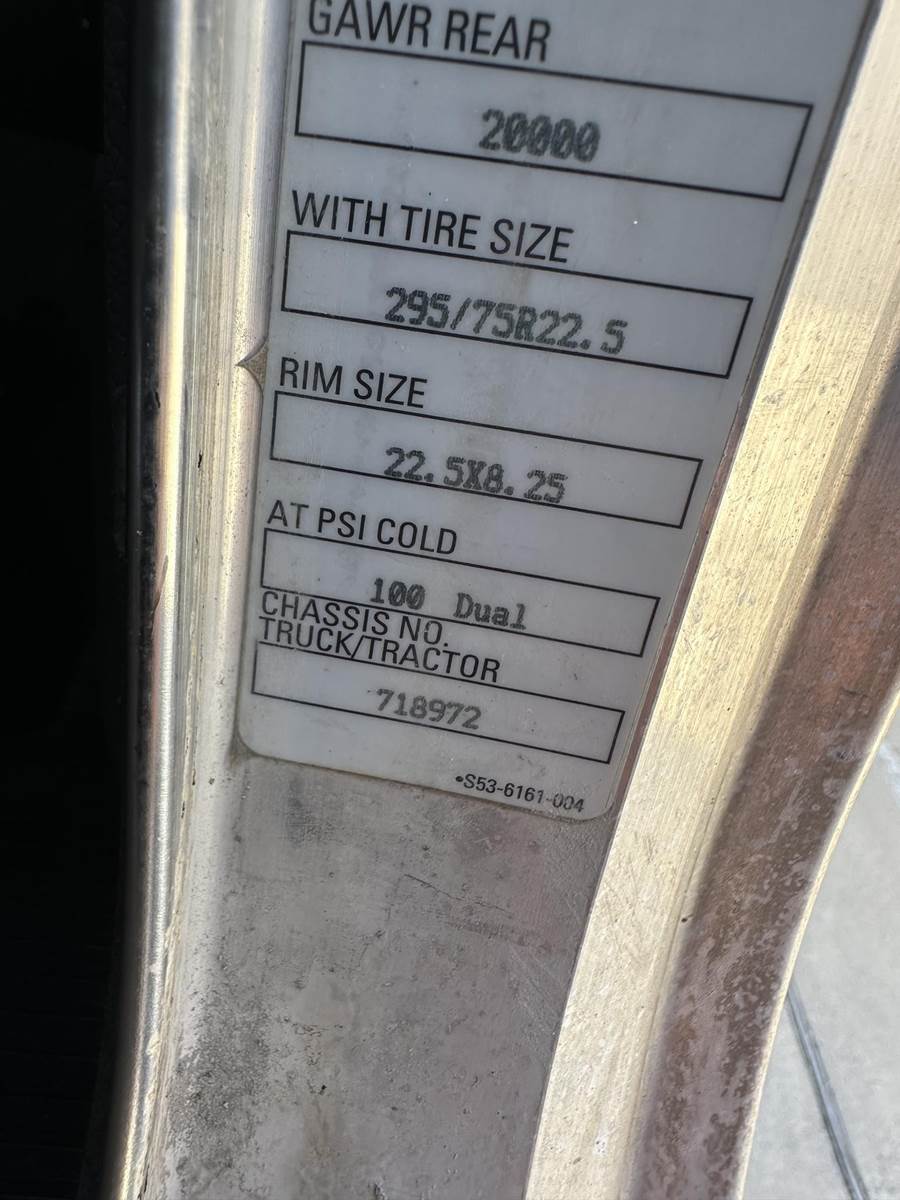 GAWR REAR
20000
WITH TIRE SIZE
295/75R22.5
RIM SIZE
22.5X8.25
AT PSI COLD
100 Dual
CHASSIS NO.
TRUCK/TRACTOR
718972
•S53-6161-004